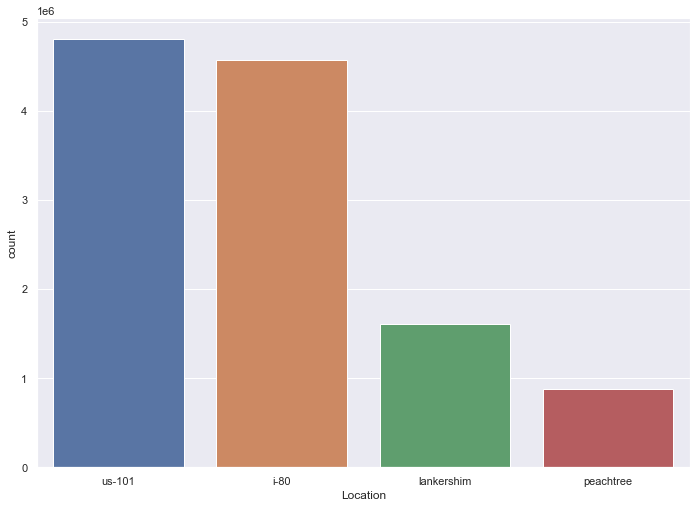 1e6
5
4
3
2
1
0
count
us-101
i-80
lankershim
peachtree
Location